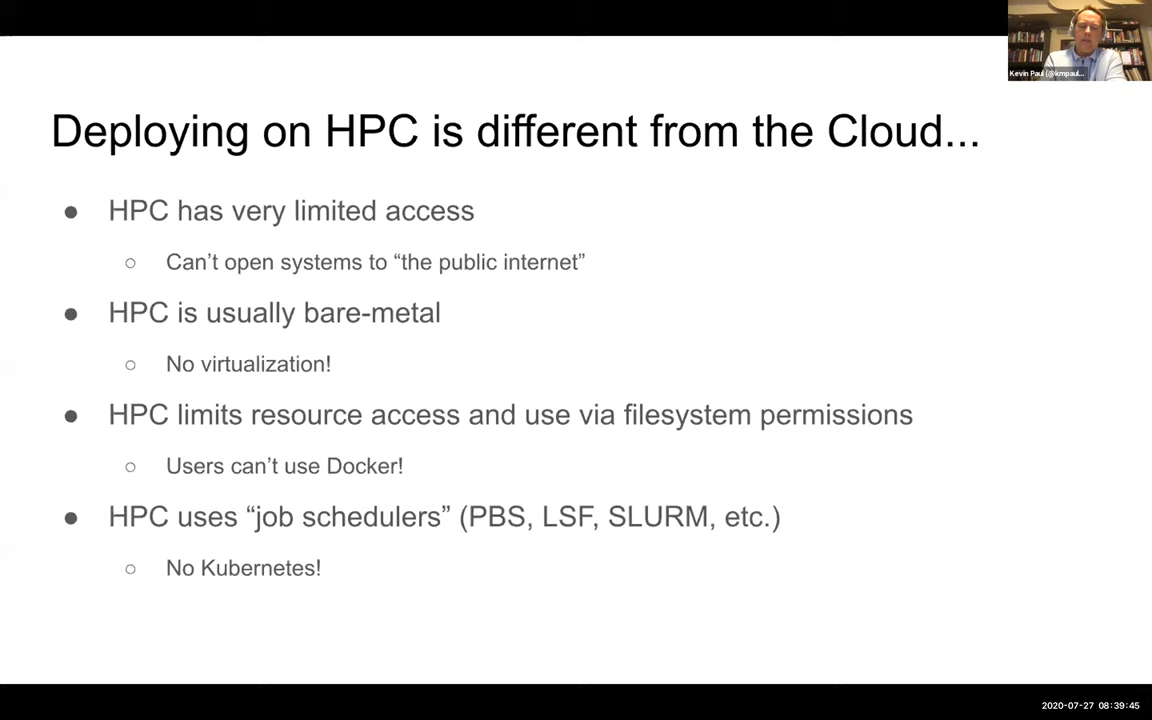 Kevin Paul (@kmpaul...
Deploying on HPC is different from the Cloud...
● HPC has very limited access
○ Can’t open systems to “the public internet”
● HPC is usually bare-metal
○ No virtualization!
● HPC limits resource access and use via filesystem permissions
○ Users can’t use Docker!
● HPC uses “job schedulers” (PBS, LSF, SLURM, etc.)
○ No Kubernetes!
2020-07-27 08:39:45